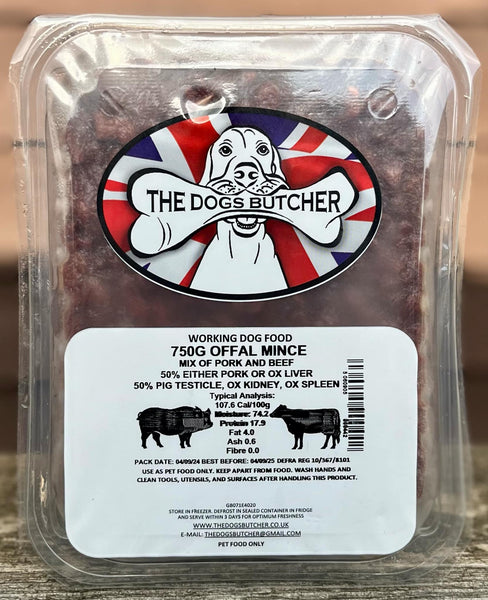 THE DOGS BUTCHER
WORKING DOG FOOD
750G OFFAL MINCE
MIX OF PORK AND BEEF
50% EITHER PORK OR OX LIVER
50% PIG TESTICLE, OX KIDNEY, OX SPLEEN
Typical Analysis:
107.6 Cal/100g
Moisture: 74.2
Protein 17.9
Fat 4.0
Ash 0.6
Fibre 0.0
PACK DATE: 04/09/24 BEST BEFORE: 04/09/25 DEFRA REG 10/367/8101
USE AS PET FOOD ONLY. KEEP APART FROM FOOD. WASH HANDS AND
CLEAN TOOLS, UTENSILS, AND SURFACES AFTER HANDLING THIS PRODUCT.
GB071E4020
STORE IN FREEZER. DEFROST IN SEALED CONTAINER IN FRIDGE
AND SERVE WITHIN 3 DAYS FOR OPTIMUM FRESHNESS
WWW.THEDOGSBUTCHER.CO.UK
E-MAIL: THEDOGSBUTCHER@GMAIL.COM
PET FOOD ONLY